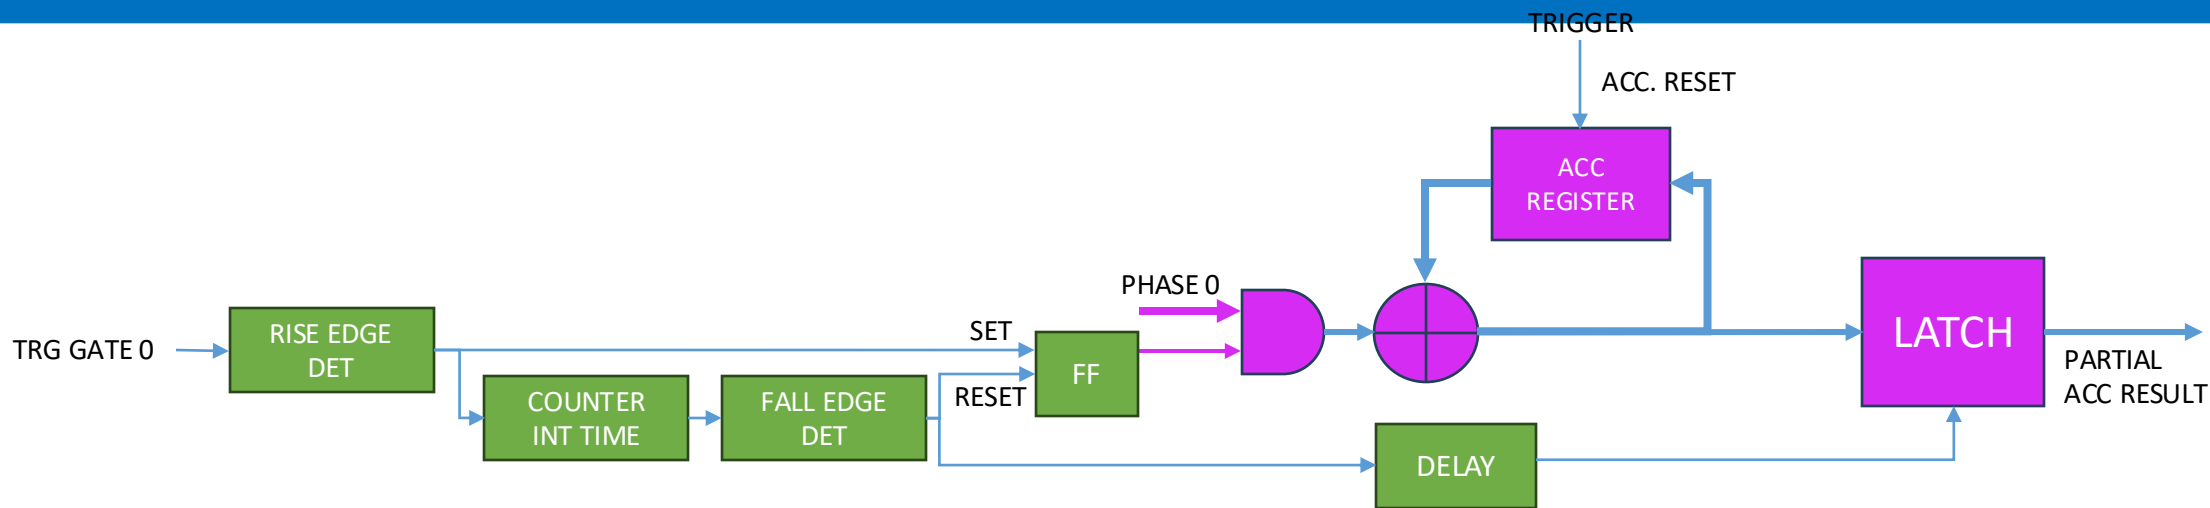 TRIGGER
ACC. RESET
ACC
REGISTER
PHASE 0
TRG GATE 0
RISE EDGE
DET
SET
RESET
FF
COUNTER
INT TIME
FALL EDGE
DET
DELAY
LATCH
PARTIAL
ACC RESULT